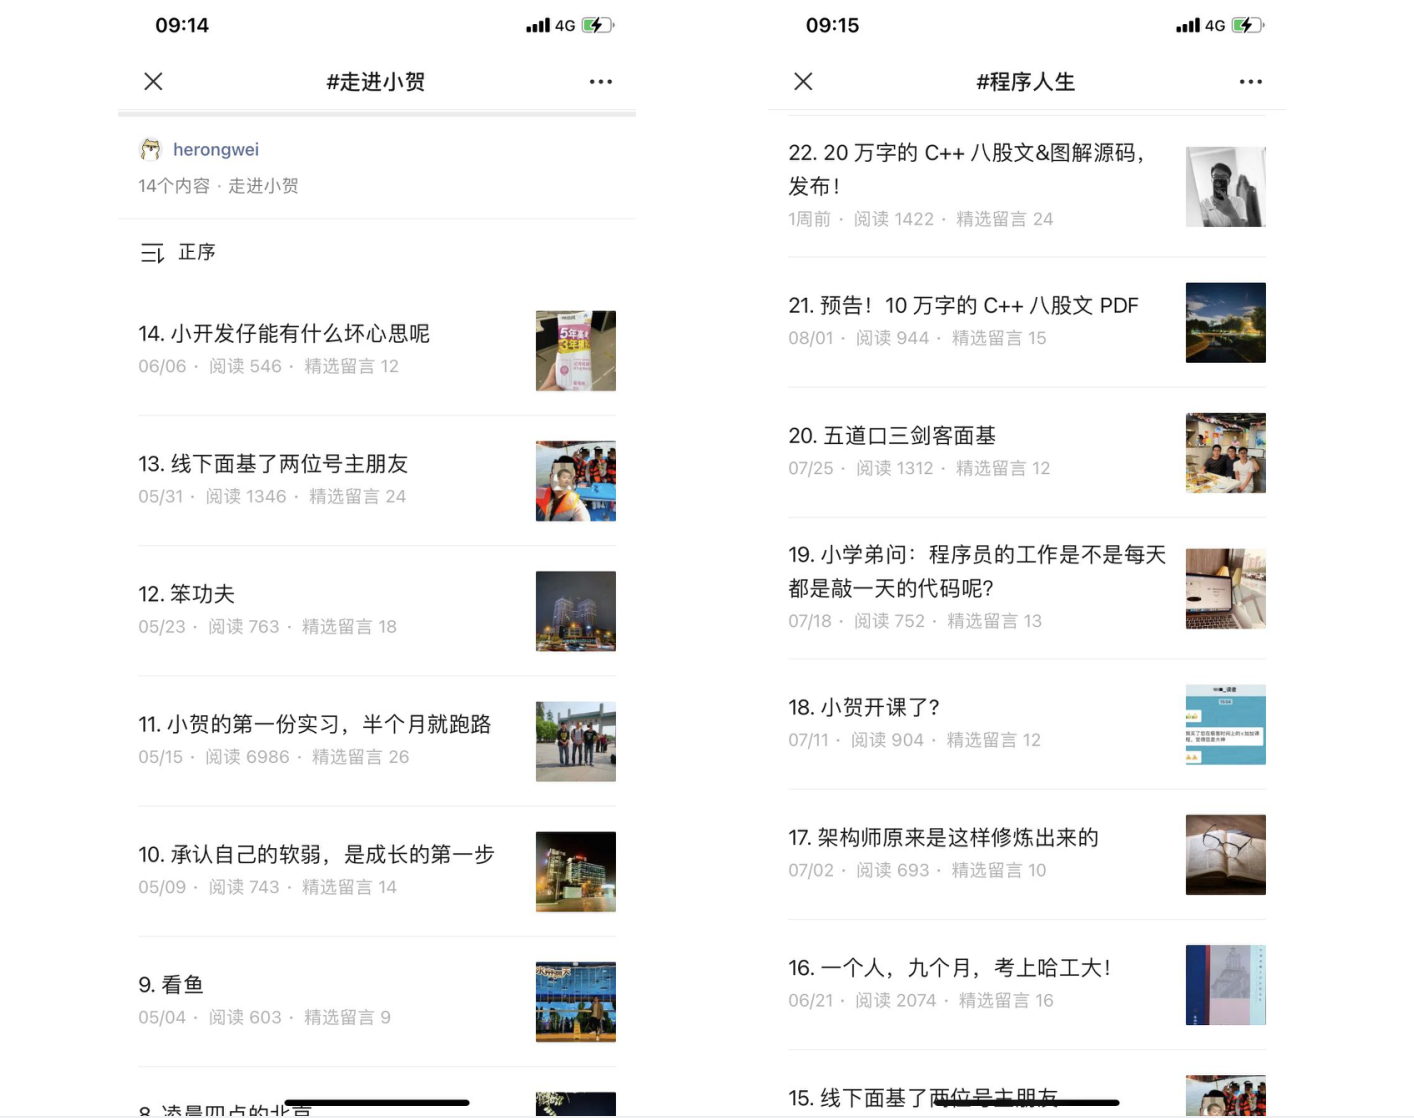 09:14
4G
#走进小贺
herongwei
14个内容 · 走进小贺
正序
14. 小开发仔能有什么坏心思呢
06/06 · 阅读 546 · 精选留言 12
5年高
3年模
13. 线下面基了两位号主朋友
05/31 · 阅读 1346 · 精选留言 24
12. 笨功夫
05/23 · 阅读 763 · 精选留言 18
11. 小贺的第一份实习，半个月就跑路
05/15 · 阅读 6986 · 精选留言 26
10. 承认自己的软弱，是成长的第一步
05/09 · 阅读 743 · 精选留言 14
9. 看鱼
05/04 · 阅读 603 · 精选留言 9
8. 凌晨四点的北京
09:15
4G
#程序人生
22. 20 万字的 C++ 八股文&图解源码，
发布！
1周前 · 阅读 1422 · 精选留言 24
21. 预告！10 万字的 C++ 八股文 PDF
08/01 · 阅读 944 · 精选留言 15
20. 五道口三剑客面基
07/25 · 阅读 1312 · 精选留言 12
19. 小学弟问：程序员的工作是不是每天
都是敲一天的代码呢？
07/18 · 阅读 752 · 精选留言 13
18. 小贺开课了？
07/11 · 阅读 904 · 精选留言 12
17. 架构师原来是这样修炼出来的
07/02 · 阅读 693 · 精选留言 10
16. 一个人，九个月，考上哈工大！
06/21 · 阅读 2074 · 精选留言 16
15. 线下面基了两位号主朋友